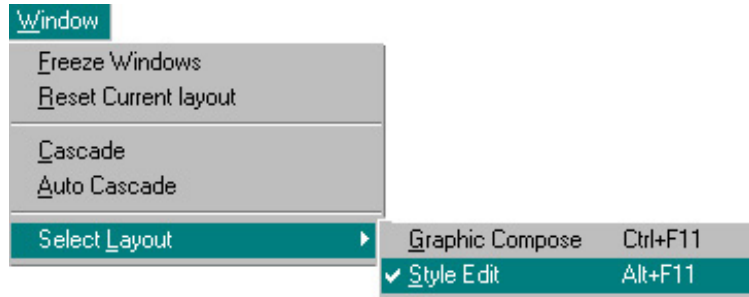 Window
Freeze Windows
Reset Current layout
Cascade
Auto Cascade
Select Layout
Graphic Compose Ctrl+F11
Style Edit Alt+F11